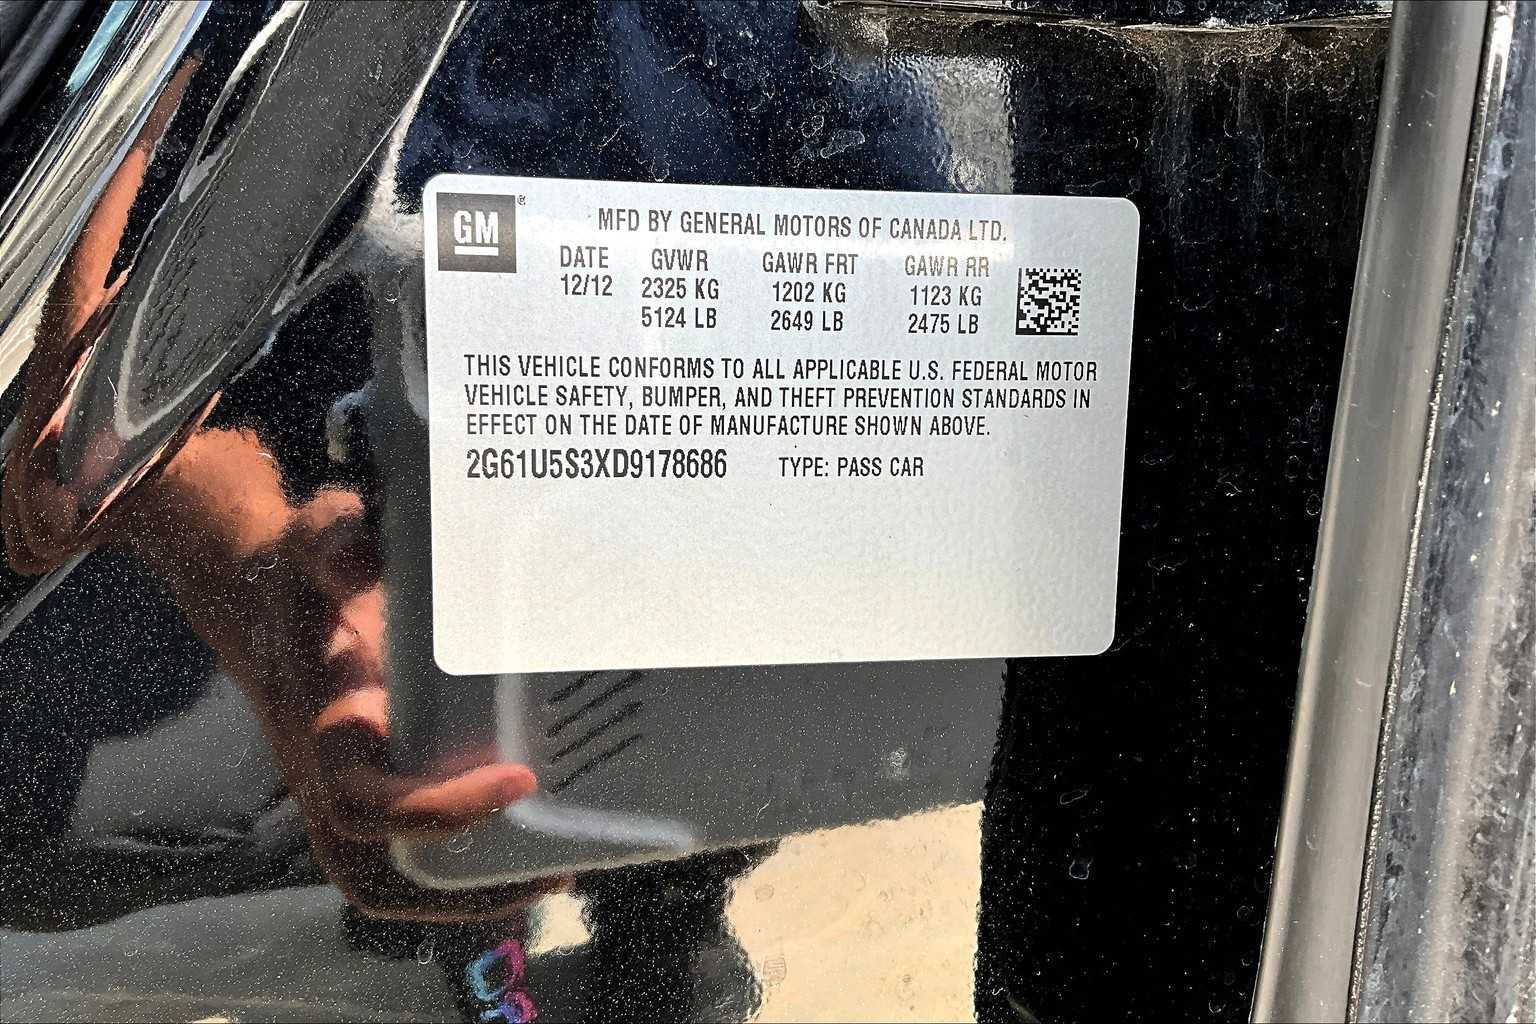 GM
MFD BY GENERAL MOTORS OF CANADA LTD.
DATE GVWR GAWR FRT GAWR RR
12/12 2325 KG 1202 KG 1123 KG
5124 LB 2649 LB 2475 LB
THIS VEHICLE CONFORMS TO ALL APPLICABLE U.S. FEDERAL MOTOR
VEHICLE SAFETY, BUMPER, AND THEFT PREVENTION STANDARDS IN
EFFECT ON THE DATE OF MANUFACTURE SHOWN ABOVE.
2G61U5S3XD9178686 TYPE: PASS CAR